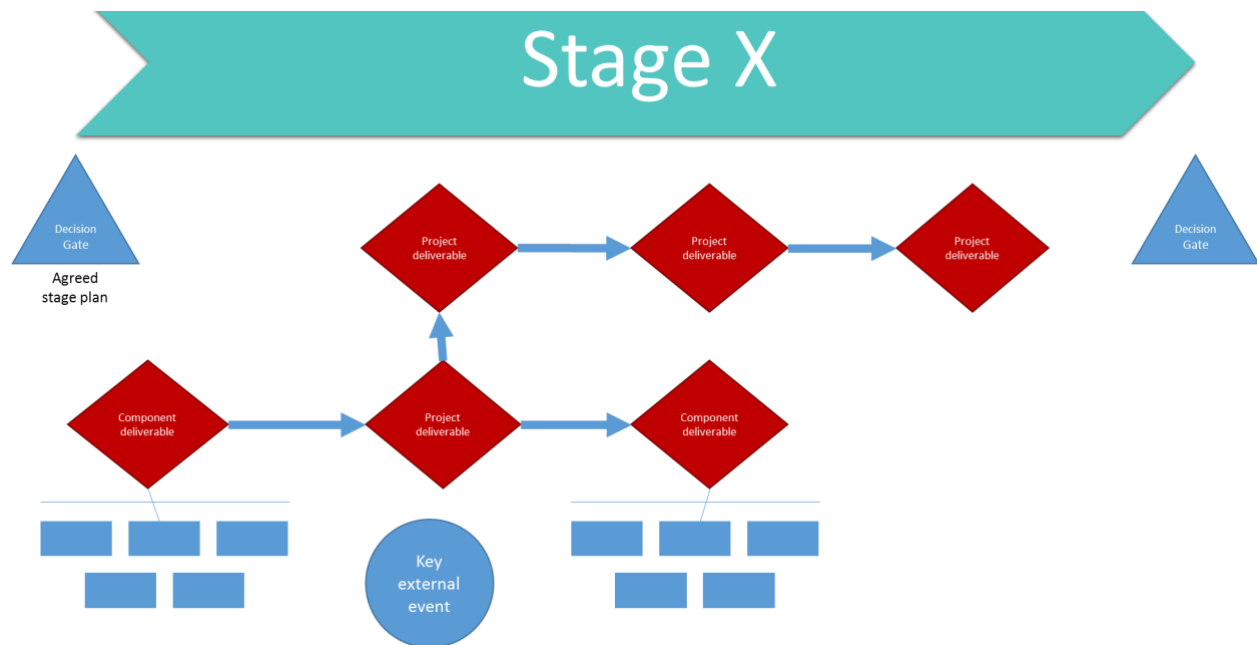 Stage X
Decision
Gate
Agreed
stage plan
Project
deliverable
Project
deliverable
Project
deliverable
Decision
Gate
Component
deliverable
Project
deliverable
Component
deliverable
Key
external
event